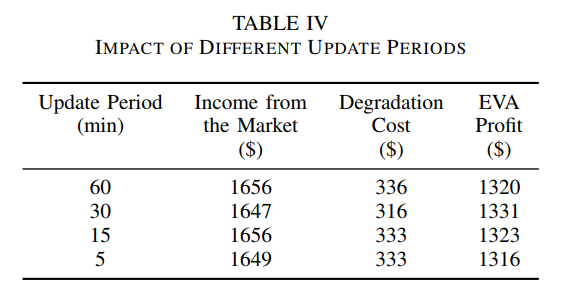 TABLE IV
IMPACT OF DIFFERENT UPDATE PERIODS
Update Period Income from Degradation EVA
(min) the Market Cost Profit
($) ($) ($)
60 1656 336 1320
30 1647 316 1331
15 1656 333 1323
5 1649 333 1316